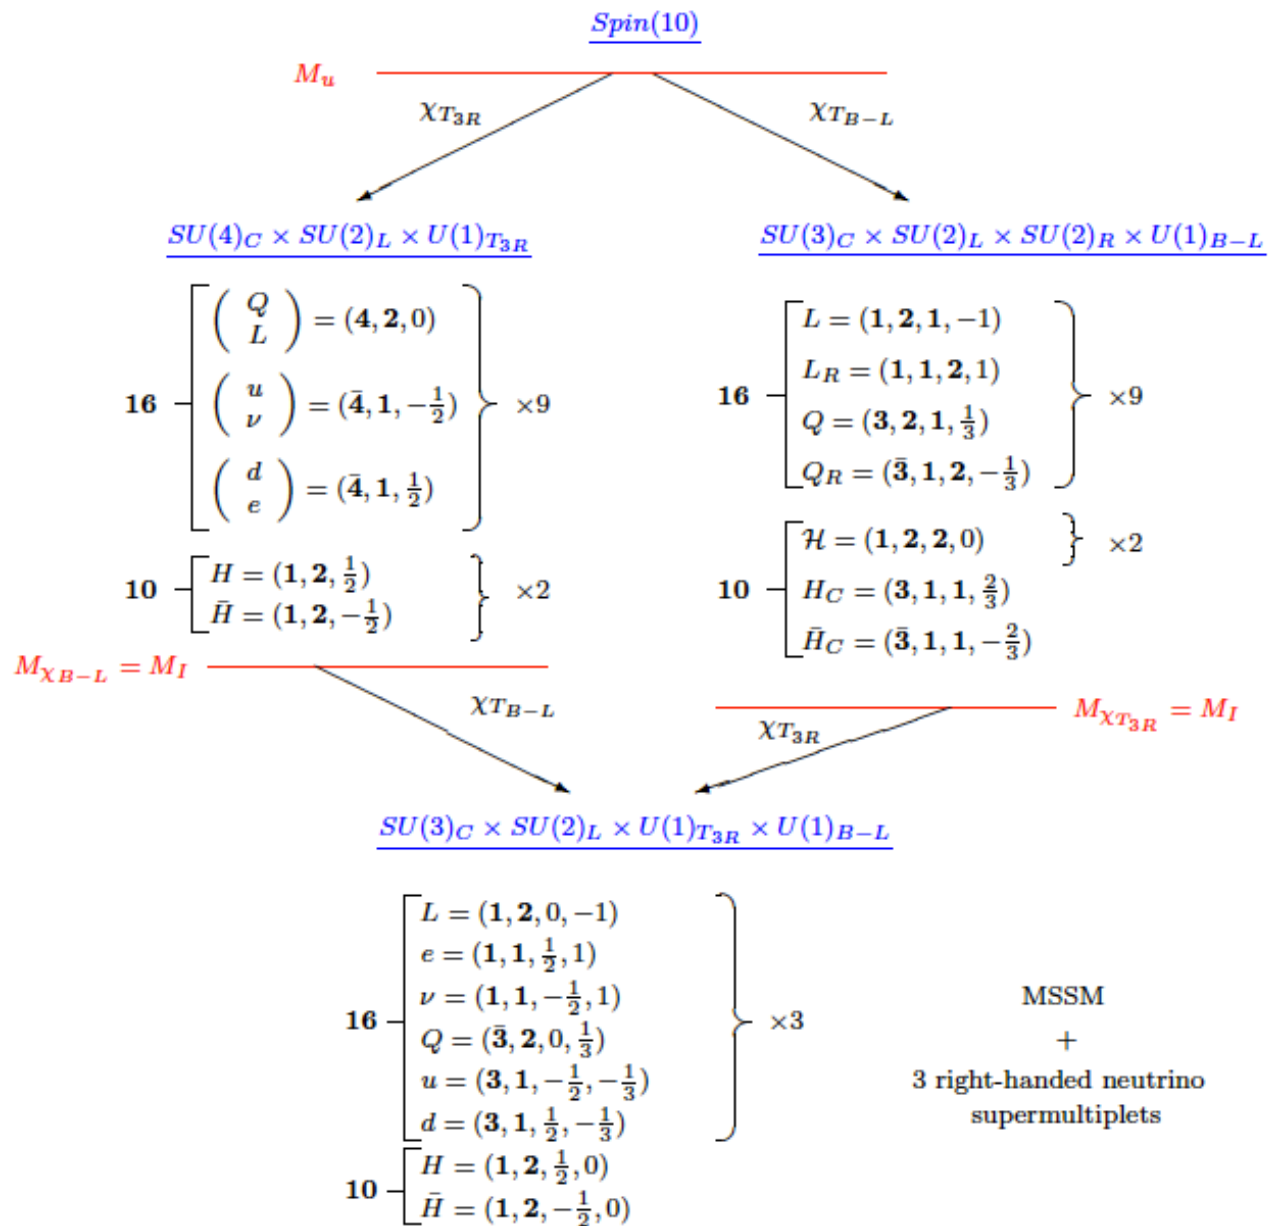 Spin(10)
M_u
χ_{T_{3R}}
χ_{T_{B−L}}
SU(4)_C × SU(2)_L × U(1)_{T_{3R}}
16
( Q L ) = (4, 2, 0)
( u ν ) = (4̄, 1, −1/2)
( d e ) = (4̄, 1, 1/2)
×9
10
H = (1, 2, 1/2)
H̄ = (1, 2, −1/2)
×2
M_{χ_{B−L}} = M_I
χ_{T_{B−L}}
SU(3)_C × SU(2)_L × SU(2)_R × U(1)_{B−L}
16
L = (1, 2, 1, −1)
L_R = (1, 1, 2, 1)
Q = (3, 2, 1, 1/3)
Q_R = (3̄, 1, 2, −1/3)
×9
10
ℋ = (1, 2, 2, 0)
×2
H_C = (3, 1, 1, 2/3)
H̄_C = (3̄, 1, 1, −2/3)
M_{χ_{T_{3R}}} = M_I
χ_{T_{3R}}
SU(3)_C × SU(2)_L × U(1)_{T_{3R}} × U(1)_{B−L}
16
L = (1, 2, 0, −1)
e = (1, 1, 1/2, 1)
ν = (1, 1, −1/2, 1)
Q = (3̄, 2, 0, 1/3)
u = (3, 1, −1/2, −1/3)
d = (3, 1, 1/2, −1/3)
×3
10
H = (1, 2, 1/2, 0)
H̄ = (1, 2, −1/2, 0)
MSSM
+
3 right-handed neutrino
supermultiplets